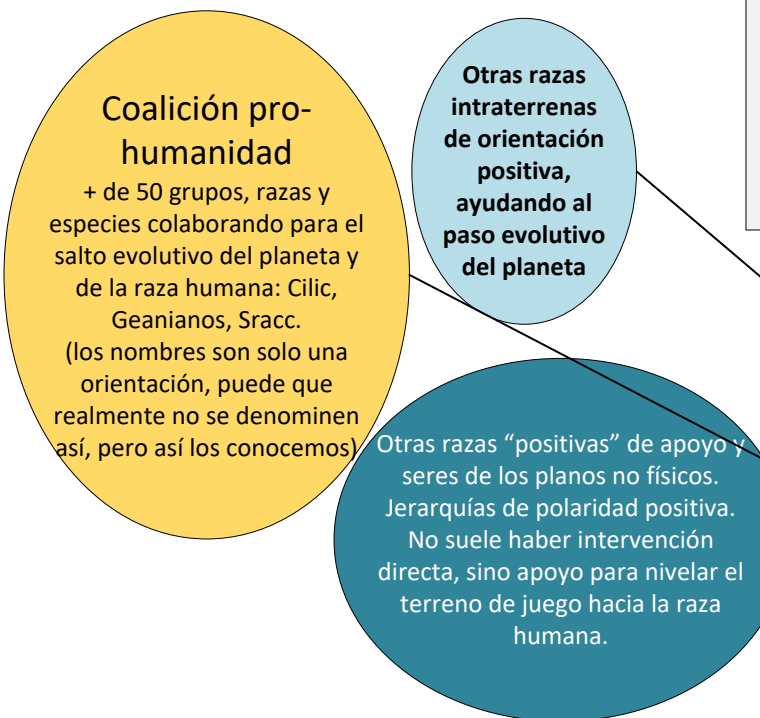 Coalición pro-
humanidad
+ de 50 grupos, razas y
especies colaborando para el
salto evolutivo del planeta y
de la raza humana: Cilic,
Geanianos, Sracc.
(los nombres son solo una
orientación, puede que
realmente no se denominen
así, pero así los conocemos)
Otras razas
intraterrenas
de orientación
positiva,
ayudando al
paso evolutivo
del planeta
Otras razas “positivas” de apoyo y
seres de los planos no físicos.
Jerarquías de polaridad positiva.
No suele haber intervención
directa, sino apoyo para nivelar el
terreno de juego hacia la raza
humana.